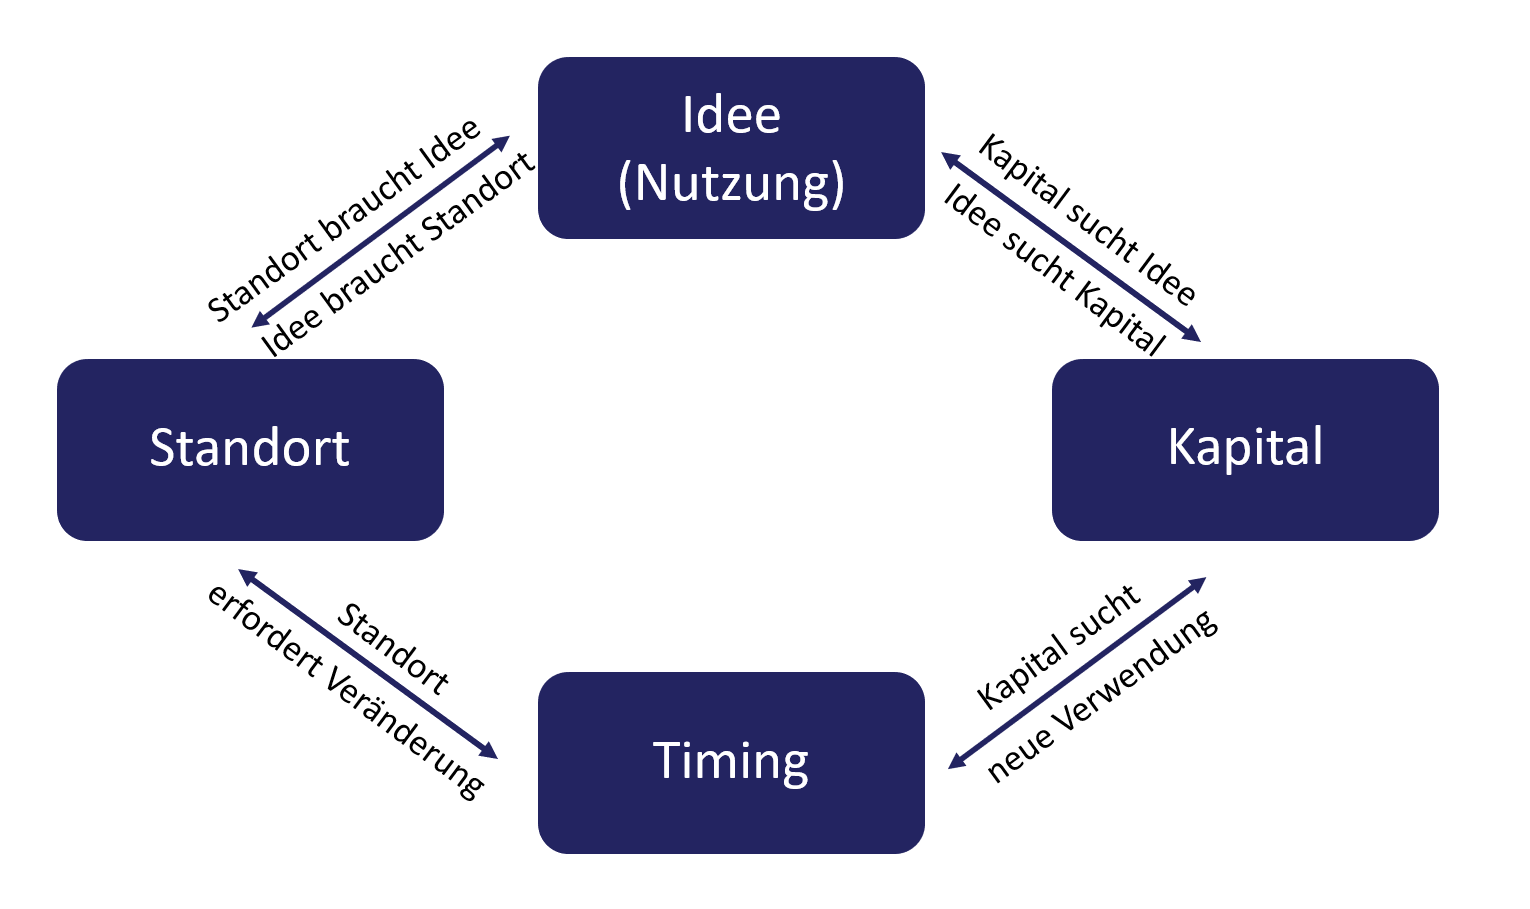 Idee
(Nutzung)
Standort braucht Idee
Idee braucht Standort
Kapital sucht Idee
Idee sucht Kapital
Standort
Kapital
Standort
erfordert Veränderung
Kapital sucht
neue Verwendung
Timing